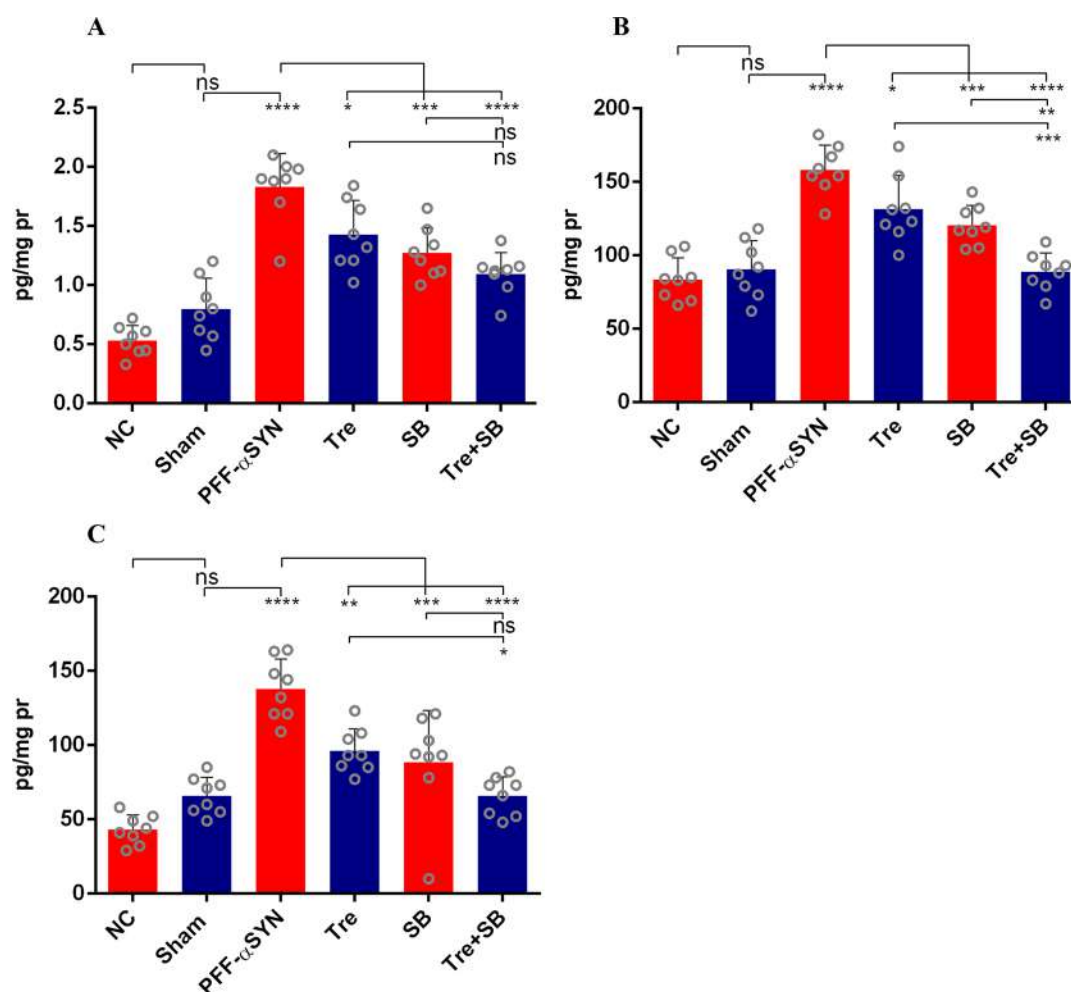 A
ns
**** * *** ****
ns
ns
pg/mg pr
2.5
2.0
1.5
1.0
0.5
0.0
NC Sham PFF-αSYN Tre SB Tre+SB
B
ns
**** * *** ****
**
***
pg/mg pr
200
150
100
50
0
NC Sham PFF-αSYN Tre SB Tre+SB
C
ns
**** ** *** ****
ns
*
pg/mg pr
200
150
100
50
0
NC Sham PFF-αSYN Tre SB Tre+SB